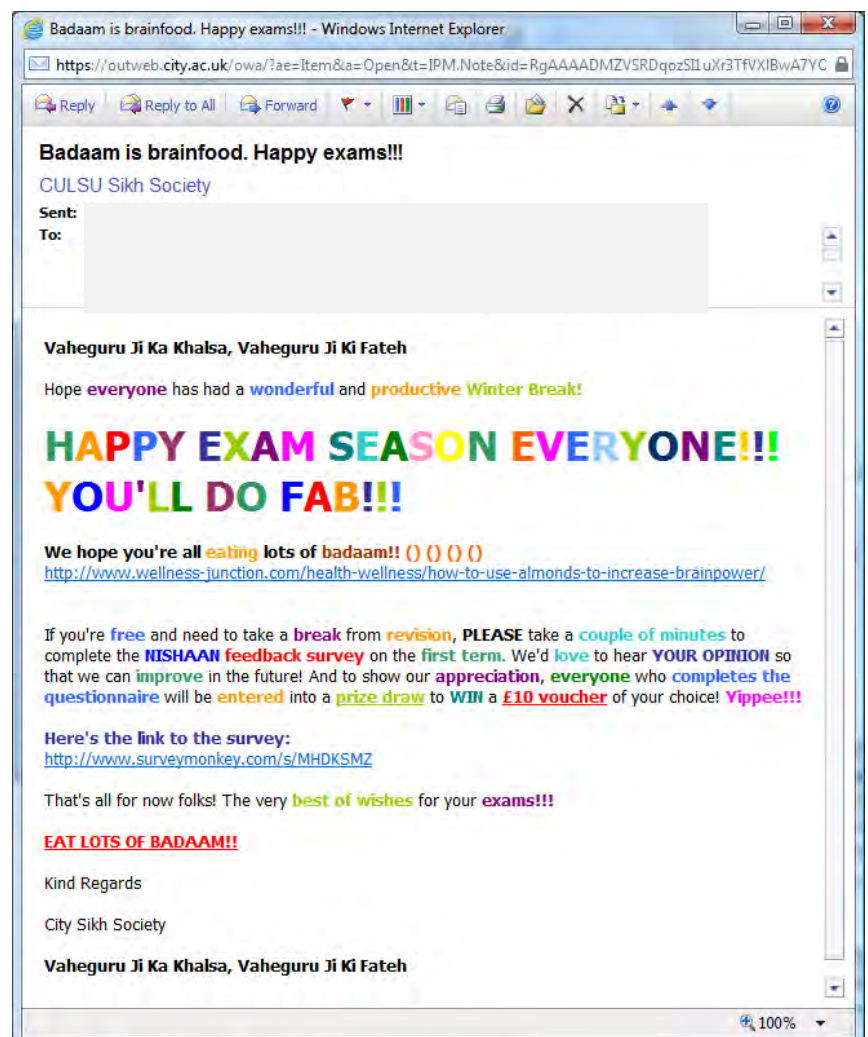 Badaam is brainfood. Happy exams!!! - Windows Internet Explorer
https://outweb.city.ac.uk/owa/?ae=Item&a=Open&t=IPM.Note&id=RgAAAADMZVSRDqozSI1uXr3TfVXIBwA7YC
Reply Reply to All Forward
Badaam is brainfood. Happy exams!!!
CULSU Sikh Society
Sent:
To:
Vaheguru Ji Ka Khalsa, Vaheguru Ji Ki Fateh
Hope everyone has had a wonderful and productive Winter Break!
HAPPY EXAM SEASON EVERYONE!!!
YOU'LL DO FAB!!!
We hope you're all eating lots of badaam!! () () () ()
http://www.wellness-junction.com/health-wellness/how-to-use-almonds-to-increase-brainpower/
If you're free and need to take a break from revision, PLEASE take a couple of minutes to
complete the NISHAAN feedback survey on the first term. We'd love to hear YOUR OPINION so
that we can improve in the future! And to show our appreciation, everyone who completes the
questionnaire will be entered into a prize draw to WIN a £10 voucher of your choice! Yippee!!!
Here's the link to the survey:
http://www.surveymonkey.com/s/MHDKSMZ
That's all for now folks! The very best of wishes for your exams!!!
EAT LOTS OF BADAAM!!
Kind Regards
City Sikh Society
Vaheguru Ji Ka Khalsa, Vaheguru Ji Ki Fateh
100%